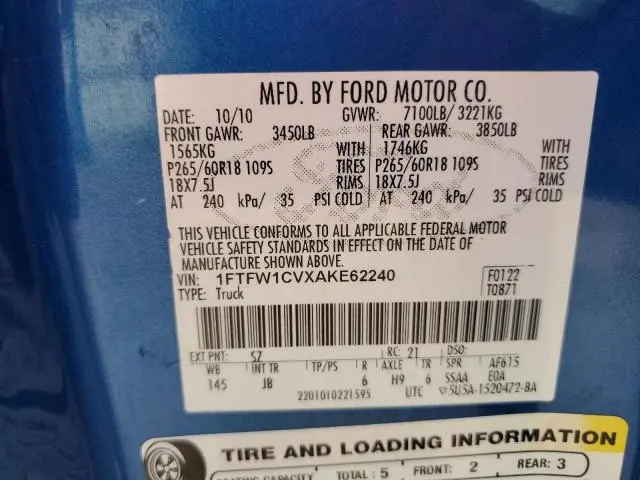 MFD. BY FORD MOTOR CO.
DATE: 10/10 GVWR: 7100LB/ 3221KG
FRONT GAWR: 3450LB REAR GAWR: 3850LB
1565KG WITH 1746KG WITH
P265/60R18 109S TIRES P265/60R18 109S TIRES
18X7.5J RIMS 18X7.5J RIMS
AT 240 kPa/ 35 PSI COLD AT 240 kPa/ 35 PSI COLD
THIS VEHICLE CONFORMS TO ALL APPLICABLE FEDERAL MOTOR
VEHICLE SAFETY STANDARDS IN EFFECT ON THE DATE OF
MANUFACTURE SHOWN ABOVE.
VIN: 1FTFW1CVXAKE62240 F0122
TYPE: Truck T0871
EXT PNT: SZ RC: 21 DSO:
WB INT TR TP/PS R AXLE TR SPR AF615
145 JB 6 H9 6 SSAA EOA
2201010221595 UTC 5U5A-1520472-BA
TIRE AND LOADING INFORMATION
SEATING CAPACITY TOTAL: 5 FRONT: 2 REAR: 3